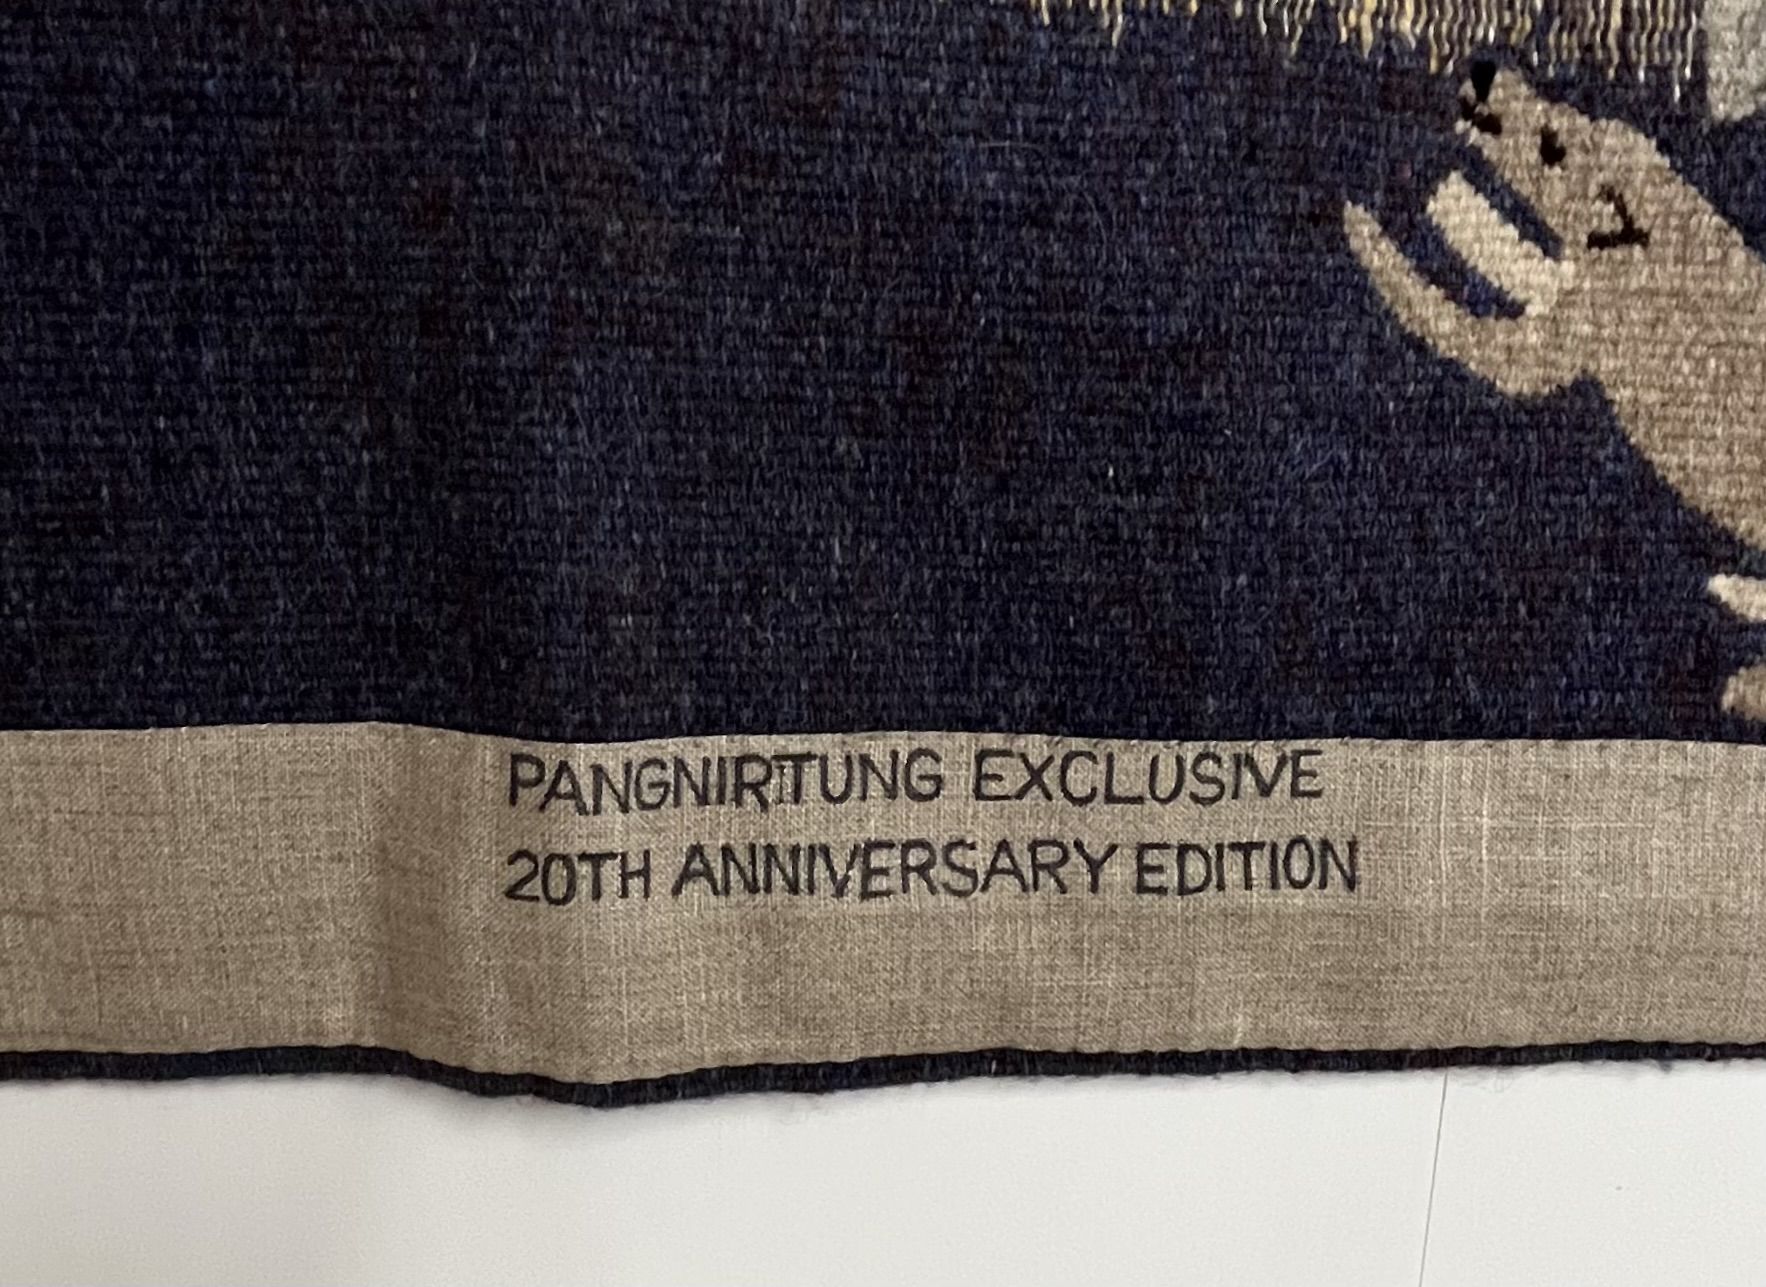 PANGNIRTUNG EXCLUSIVE
20TH ANNIVERSARY EDITION